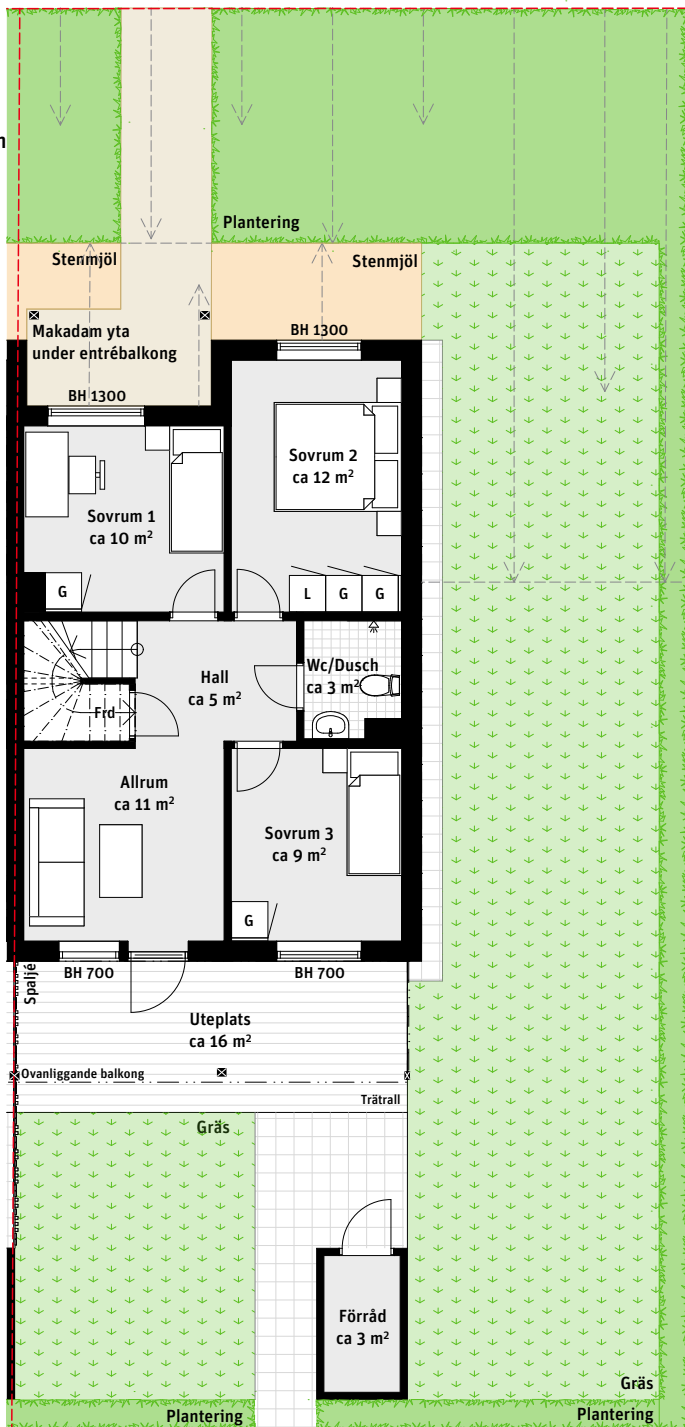 Plantering
Stenmjöl
Stenmjöl
Makadam yta
under entrébalkong
BH 1300
BH 1300
Sovrum 2
ca 12 m²
Sovrum 1
ca 10 m²
G
L
G
G
Hall
ca 5 m²
Wc/Dusch
ca 3 m²
Frd
Allrum
ca 11 m²
Sovrum 3
ca 9 m²
G
BH 700
BH 700
Spaljé
Uteplats
ca 16 m²
Ovanliggande balkong
Trätrall
Gräs
Förråd
ca 3 m²
Gräs
Plantering
Plantering